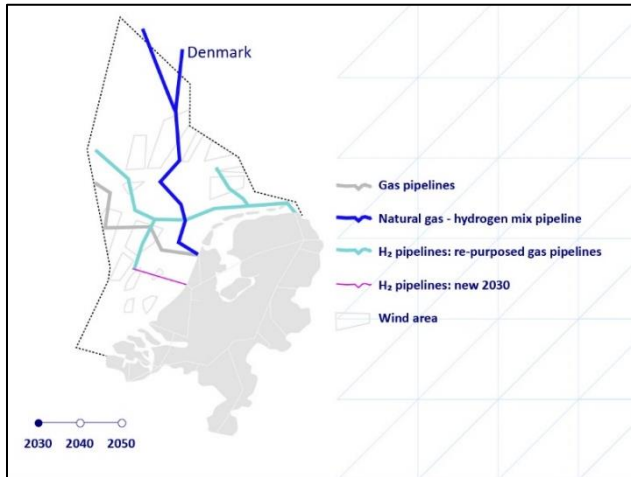 Denmark
Gas pipelines
Natural gas - hydrogen mix pipeline
H₂ pipelines: re-purposed gas pipelines
H₂ pipelines: new 2030
Wind area
2030 2040 2050